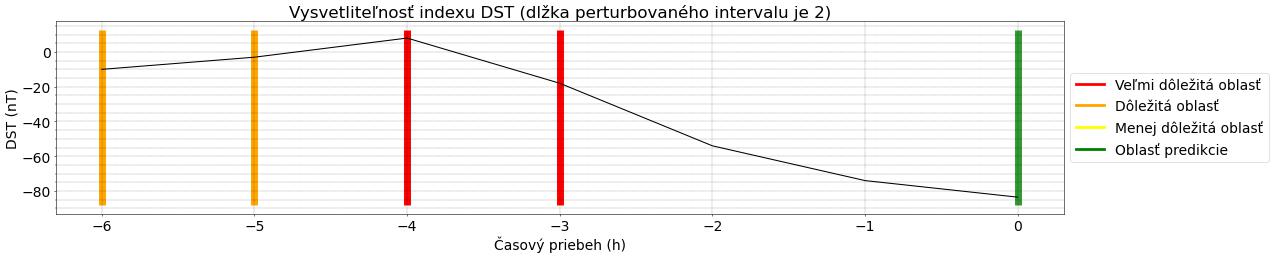 Vysvetliteľnosť indexu DST (dĺžka perturbovaného intervalu je 2)
DST (nT)
0
−20
−40
−60
−80
−6
−5
−4
−3
−2
−1
0
Časový priebeh (h)
Veľmi dôležitá oblasť
Dôležitá oblasť
Menej dôležitá oblasť
Oblasť predikcie